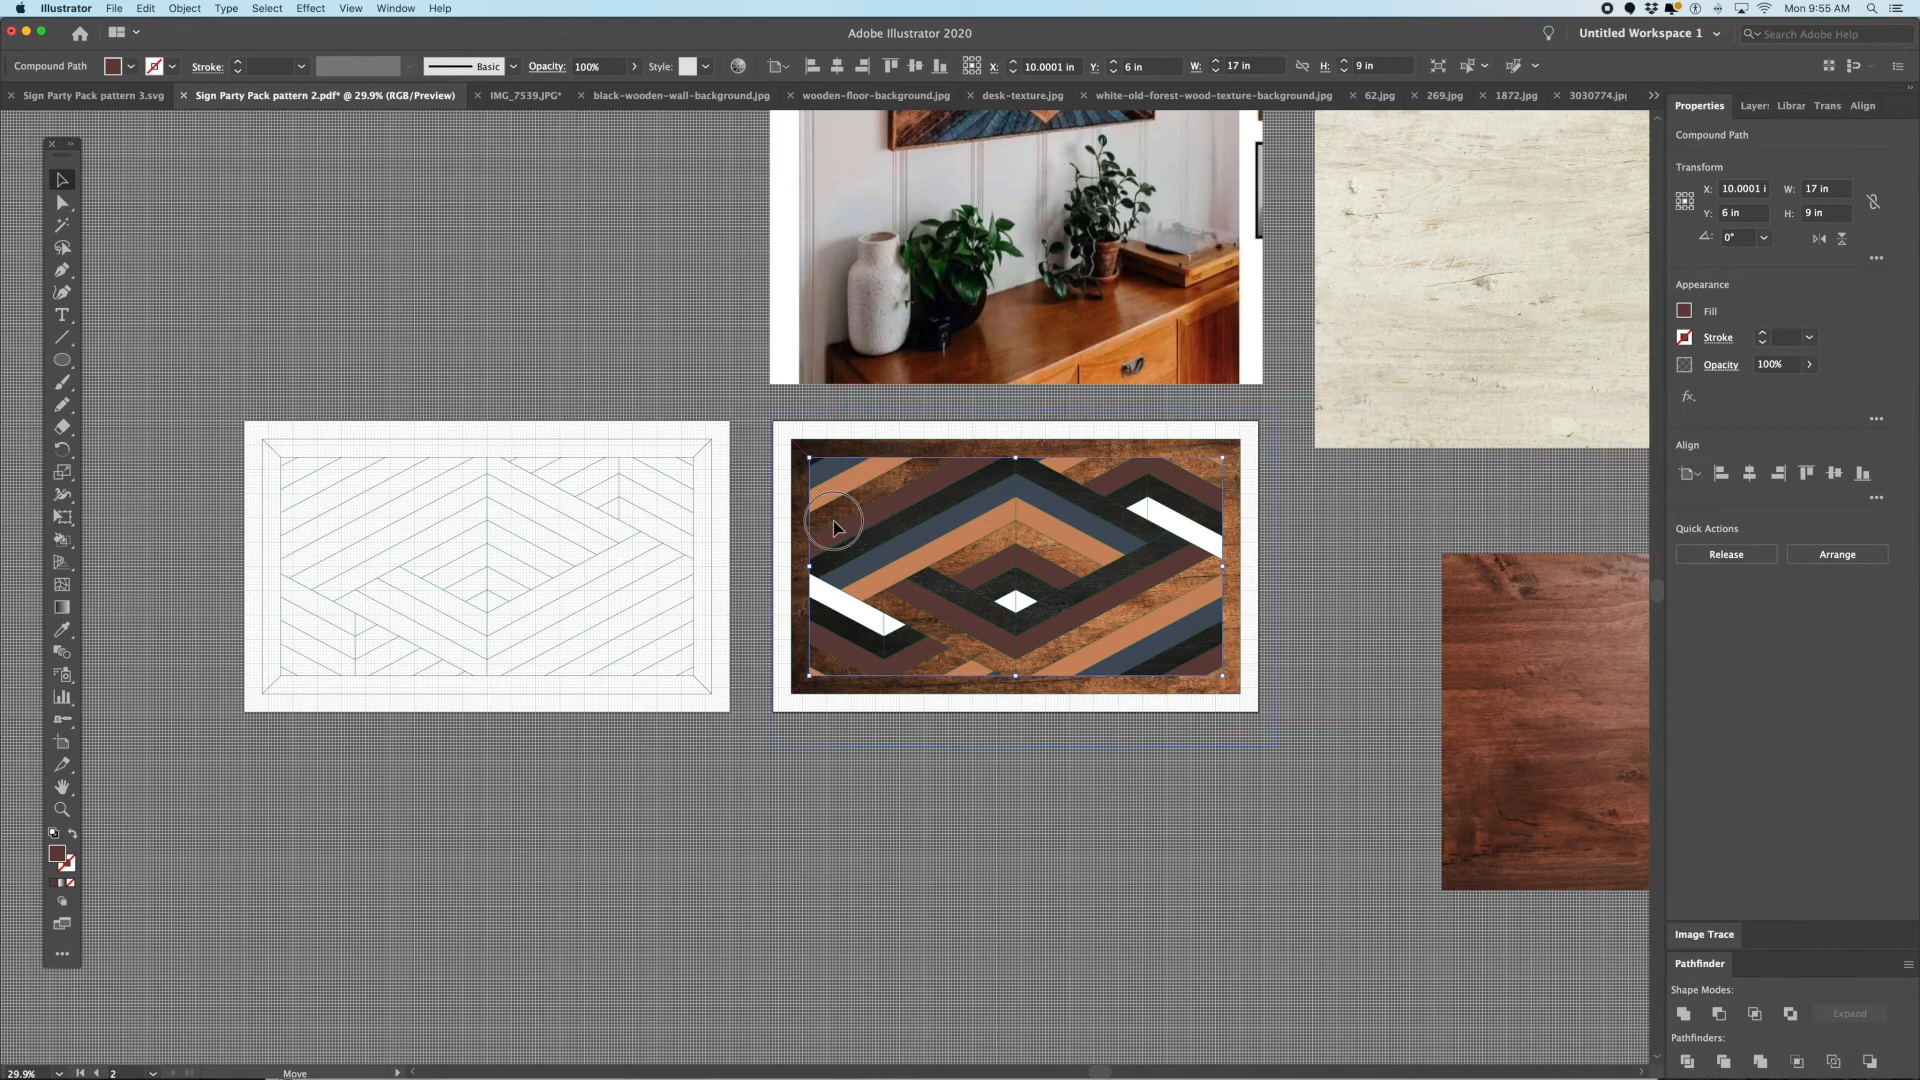 Illustrator File Edit Object Type Select Effect View Window Help
Mon 9:55 AM
Adobe Illustrator 2020
Untitled Workspace 1
Search Adobe Help
Compound Path
Stroke:
Basic
Opacity: 100%
Style:
X: 10.0001 in
Y: 6 in
W: 17 in
H: 9 in
Sign Party Pack pattern 3.svg
Sign Party Pack pattern 2.pdf* @ 29.9% (RGB/Preview)
IMG_7539.JPG*
black-wooden-wall-background.jpg
wooden-floor-background.jpg
desk-texture.jpg
white-old-forest-wood-texture-background.jpg
62.jpg
269.jpg
1872.jpg
3030774.jpg
Properties Layers Librar Trans Align
Compound Path
Transform
X: 10.0001 i W: 17 in
Y: 6 in H: 9 in
0°
Appearance
Fill
Stroke
Opacity 100%
fx.
Align
Quick Actions
Release Arrange
Image Trace
Pathfinder
Shape Modes:
Expand
Pathfinders:
29.9% 2 Move